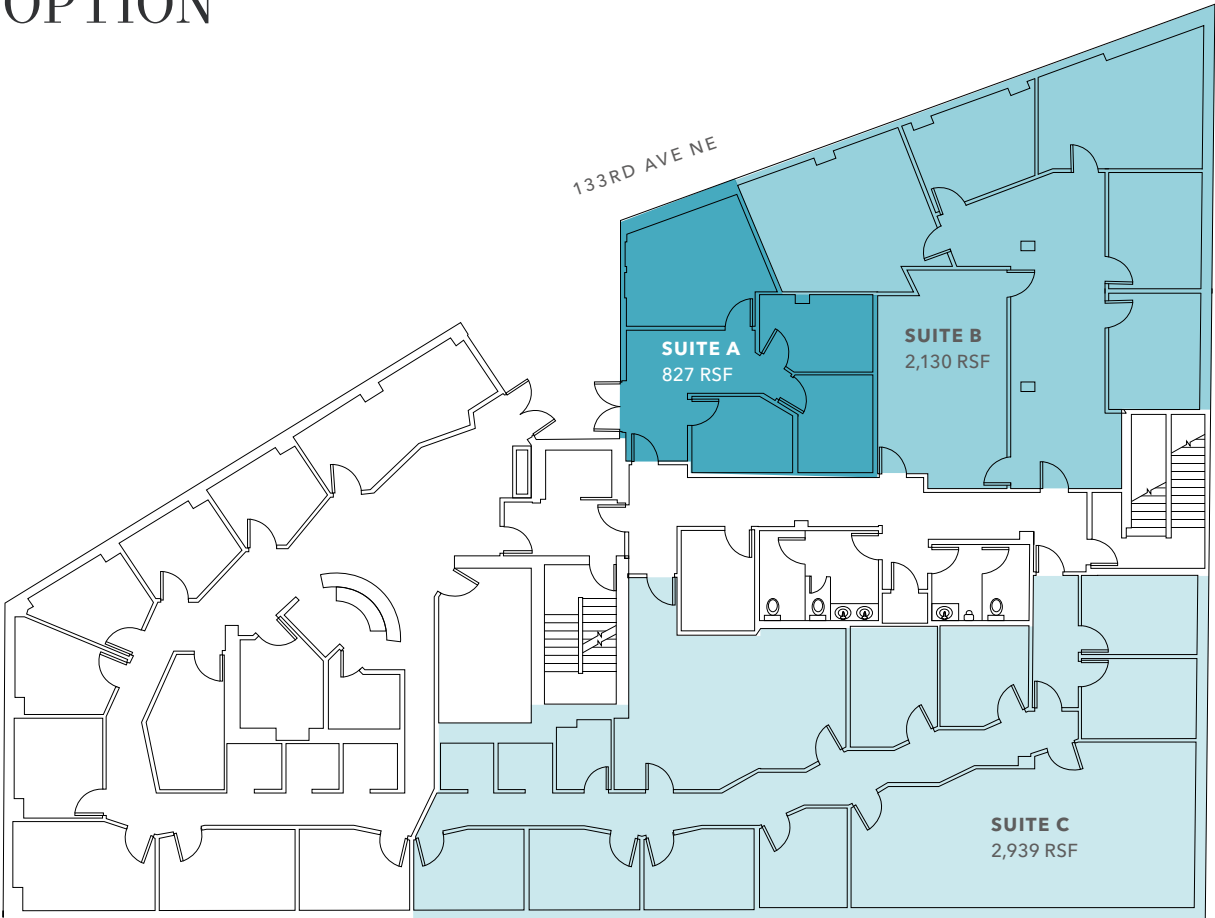 OPTION
133RD AVE NE
SUITE A
827 RSF
SUITE B
2,130 RSF
SUITE C
2,939 RSF